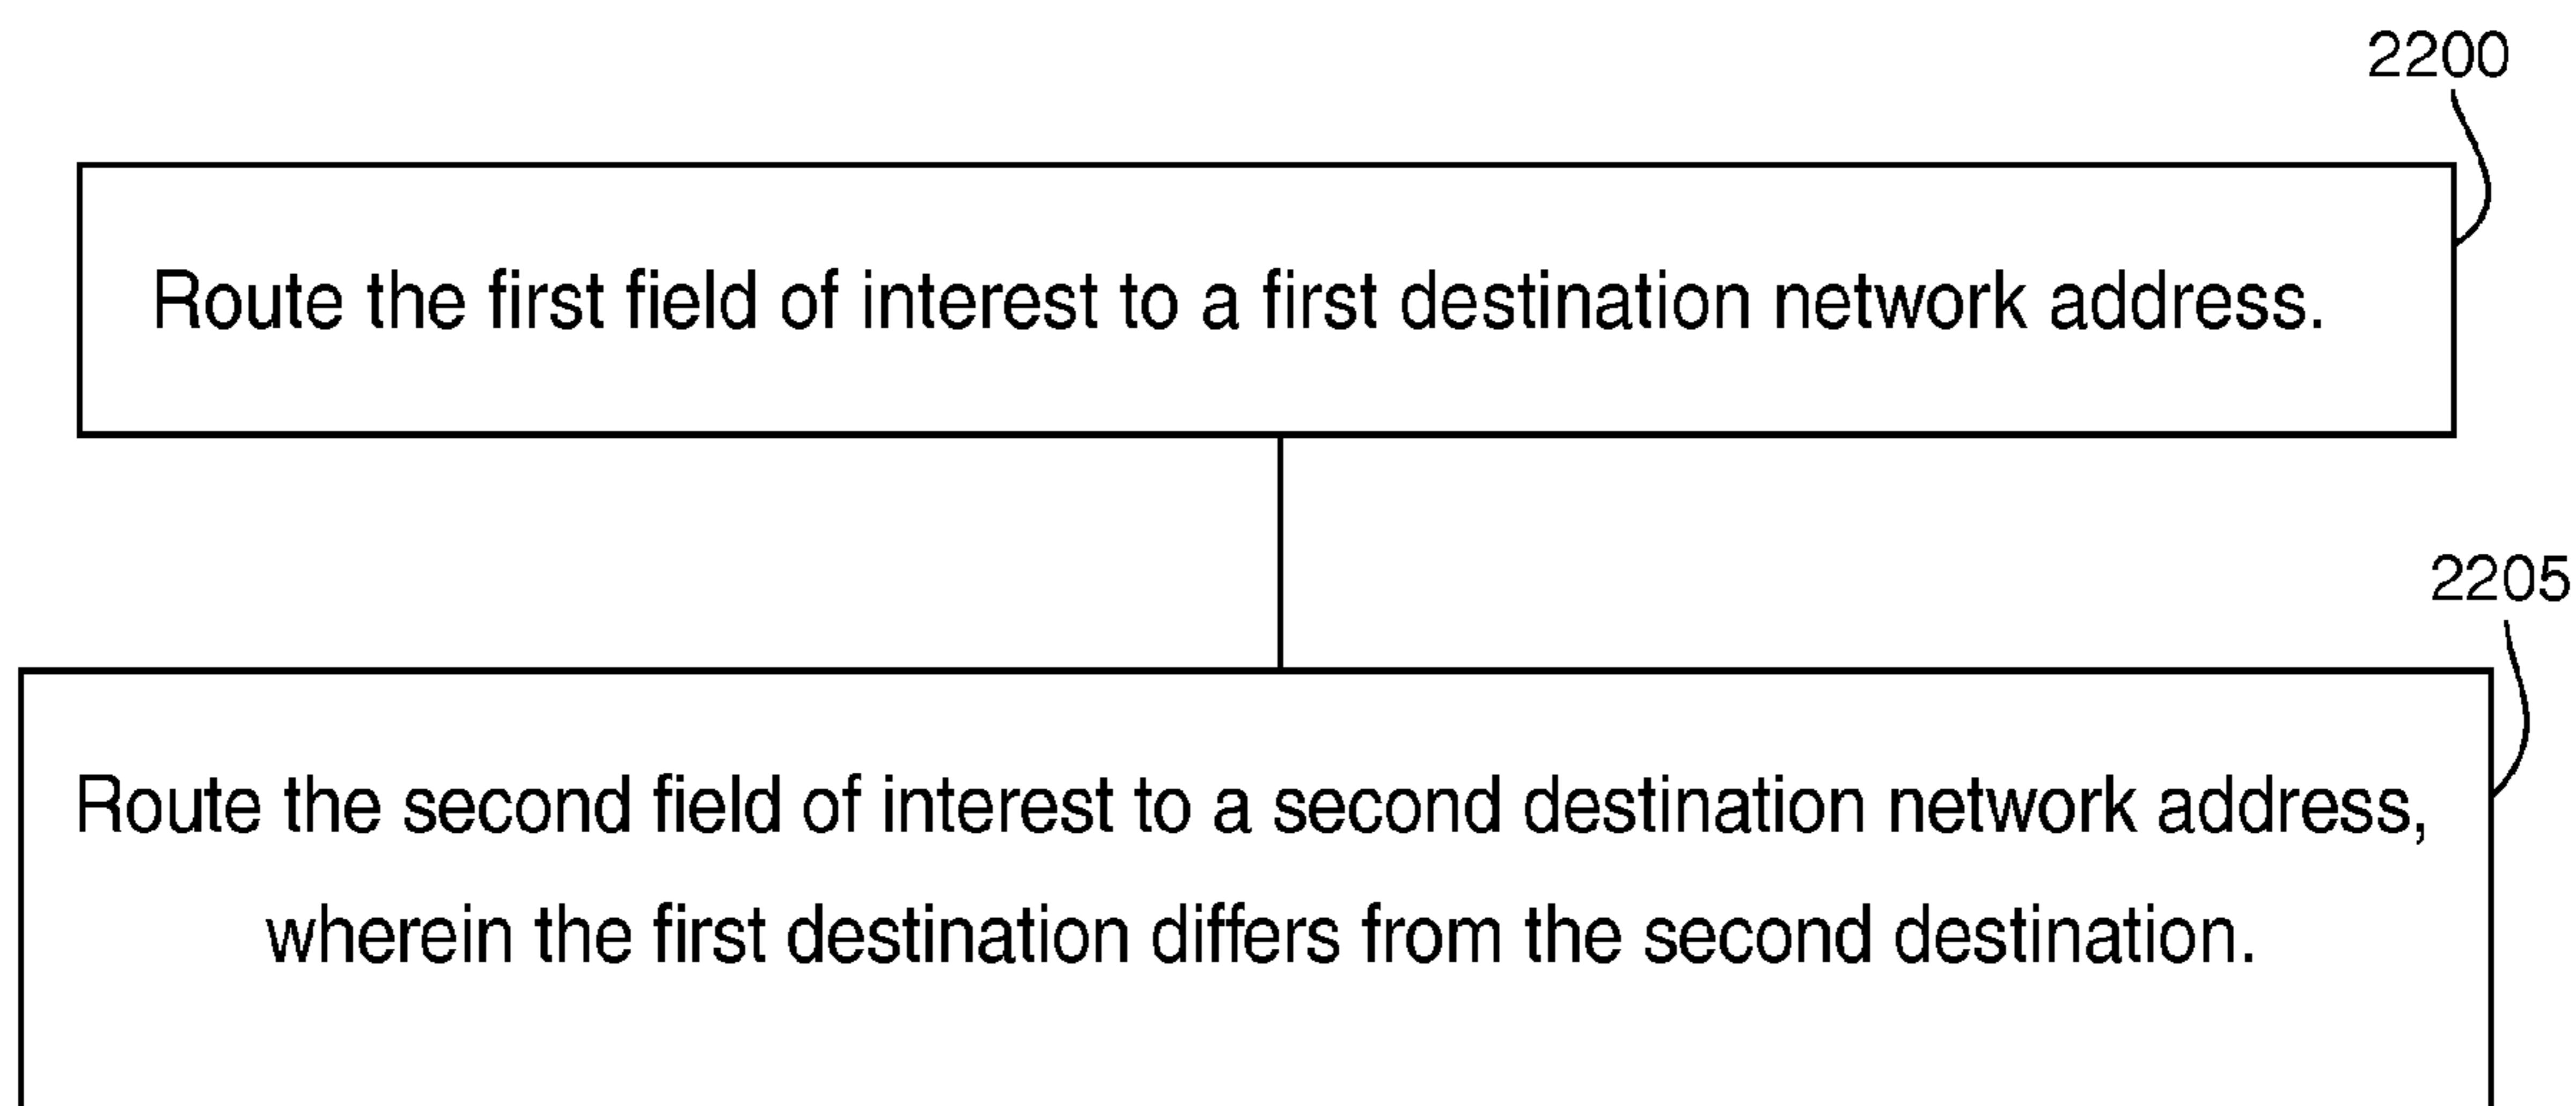 2200
Route the first field of interest to a first destination network address.
2205
Route the second field of interest to a second destination network address,
wherein the first destination differs from the second destination.